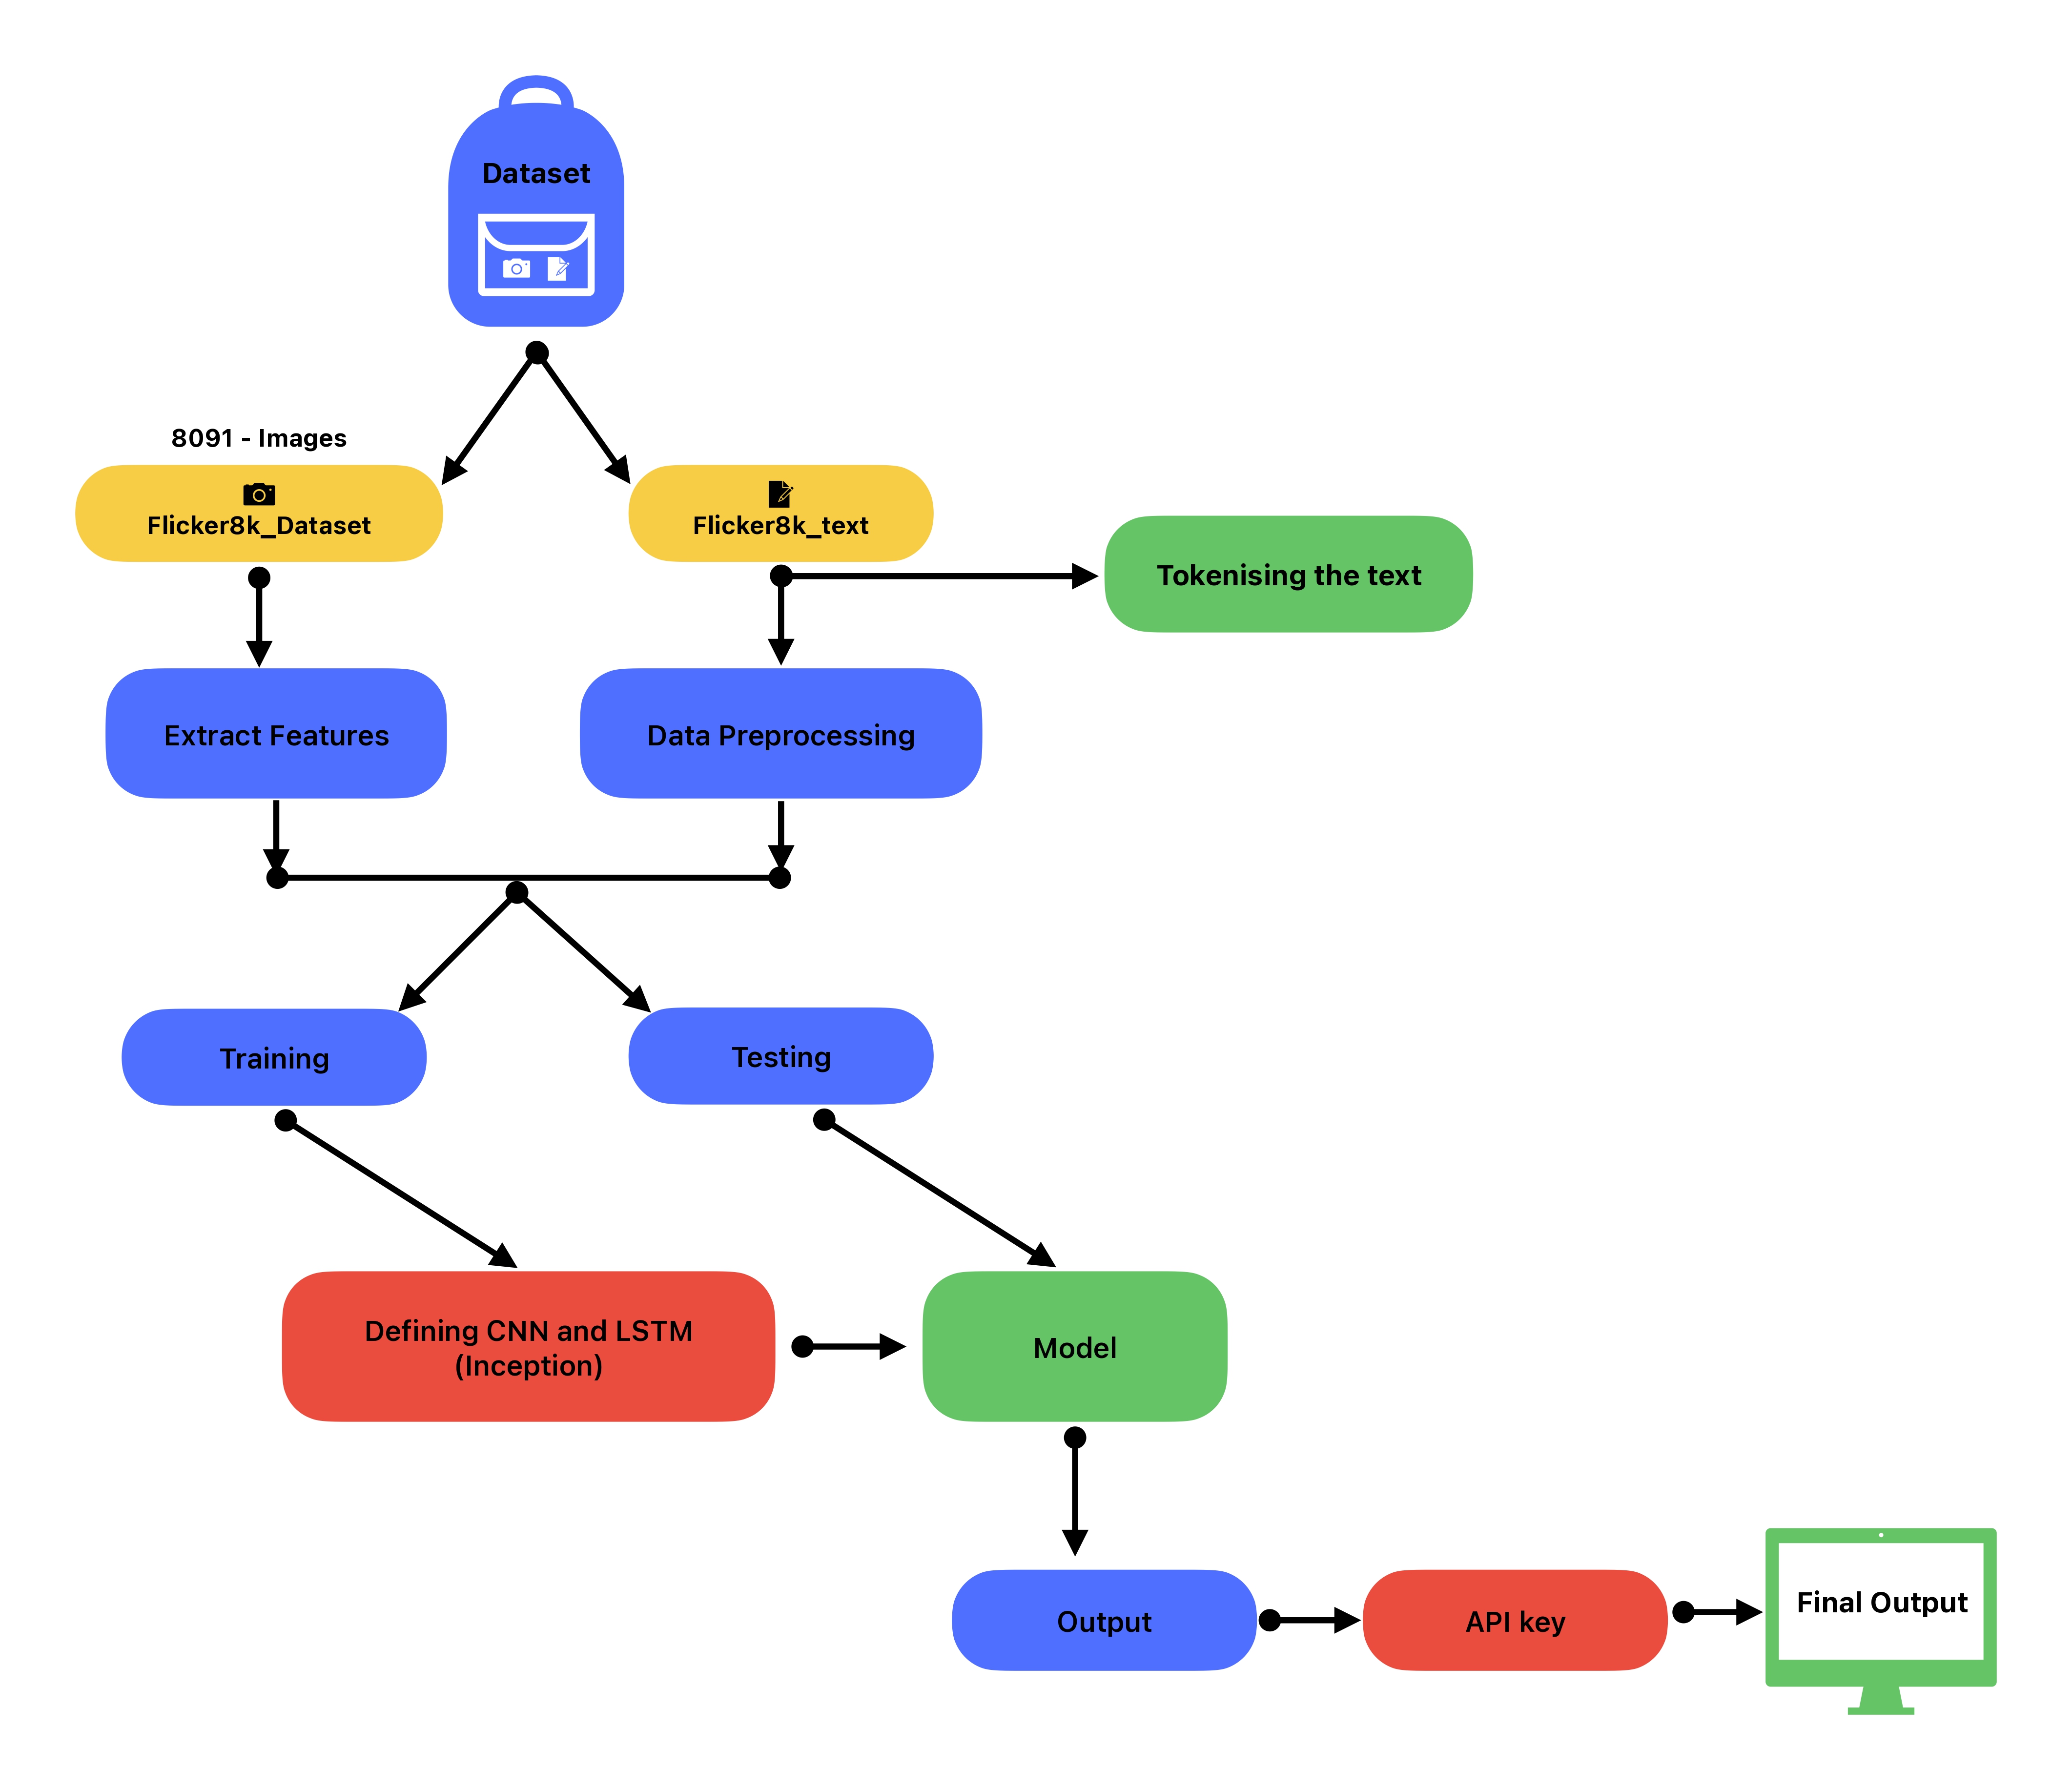 Dataset
8091 - Images
Flicker8k_Dataset
Flicker8k_text
Tokenising the text
Extract Features
Data Preprocessing
Training
Testing
Defining CNN and LSTM
(Inception)
Model
Output
API key
Final Output